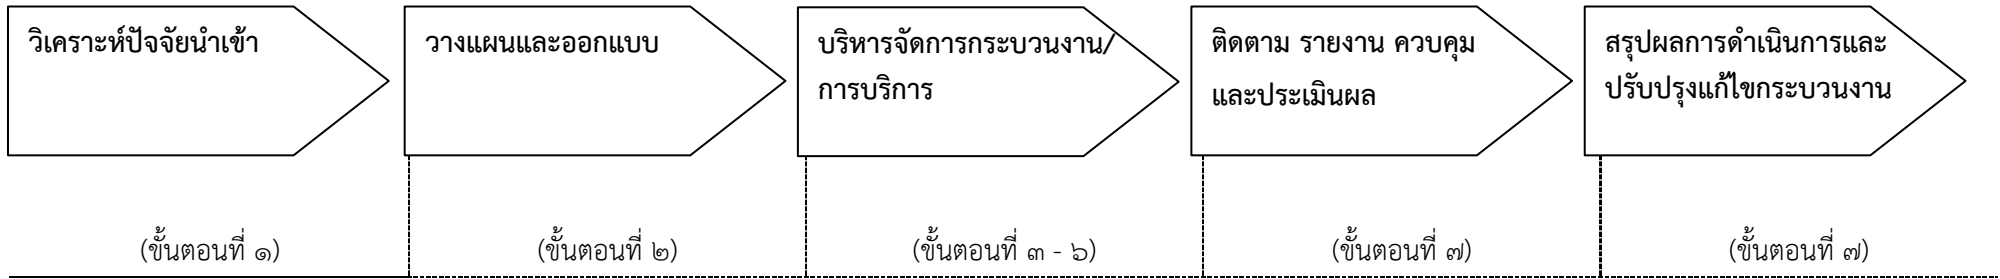 วิเคราะห์ปัจจัยนำเข้า
วางแผนและออกแบบ
บริหารจัดการกระบวนงาน/
การบริการ
ติดตาม รายงาน ควบคุม
และประเมินผล
สรุปผลการดำเนินการและ
ปรับปรุงแก้ไขกระบวนงาน
(ขั้นตอนที่ ๑)
(ขั้นตอนที่ ๒)
(ขั้นตอนที่ ๓ - ๖)
(ขั้นตอนที่ ๗)
(ขั้นตอนที่ ๗)